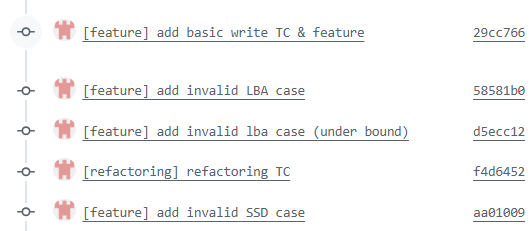 [feature] add basic write TC & feature 29cc766
[feature] add invalid LBA case 58581b0
[feature] add invalid lba case (under bound) d5ecc12
[refactoring] refactoring TC f4d6452
[feature] add invalid SSD case aa01009